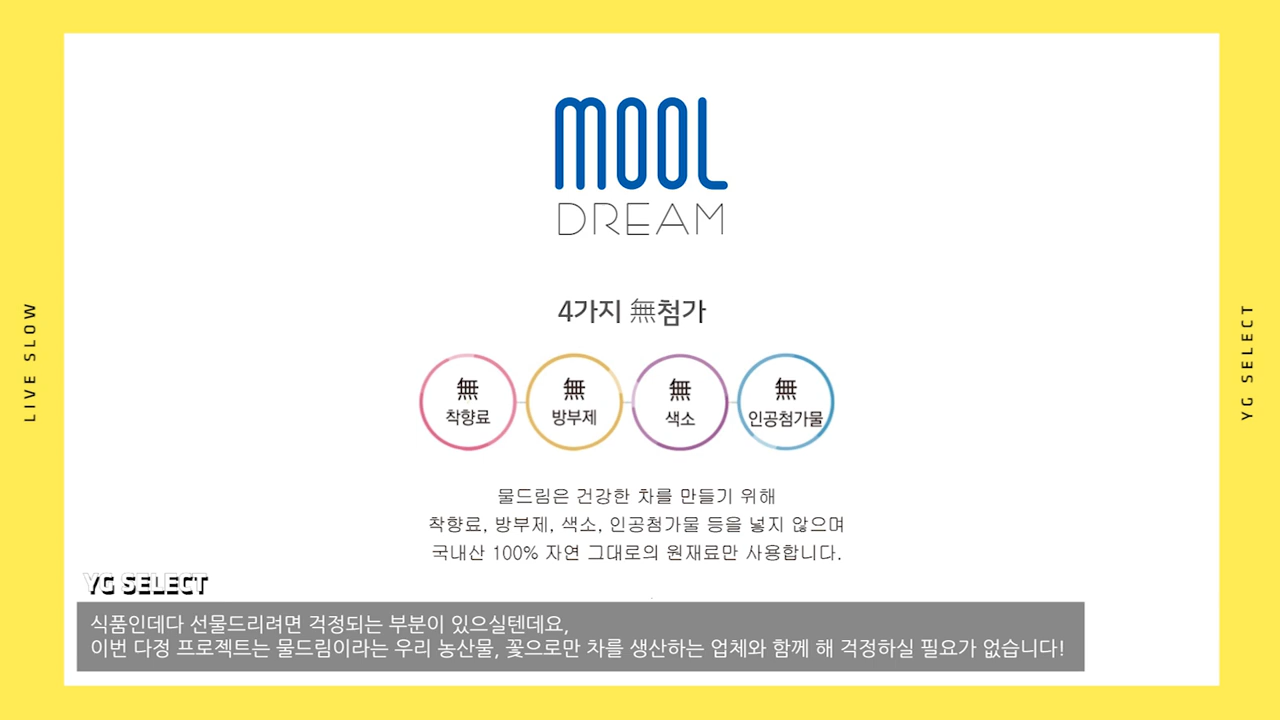 MOOL
DREAM
4가지 無첨가
無
착향료
無
방부제
無
색소
無
인공첨가물
물드림은 건강한 차를 만들기 위해
착향료, 방부제, 색소, 인공첨가물 등을 넣지 않으며
국내산 100% 자연 그대로의 원재료만 사용합니다.
LIVE SLOW
YG SELECT
YG SELECT
식품인데다 선물드리려면 걱정되는 부분이 있으실텐데요,
이번 다정 프로젝트는 물드림이라는 우리 농산물, 꽃으로만 차를 생산하는 업체와 함께 해 걱정하실 필요가 없습니다!